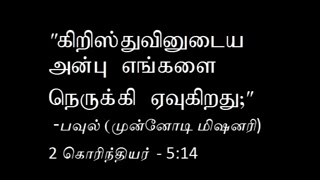 "கிறிஸ்துவினுடைய
அன்பு எங்களை
நெருக்கி ஏவுகிறது;"
-பவுல் (முன்னோடி மிஷனரி)
2 கொரிந்தியர் - 5:14